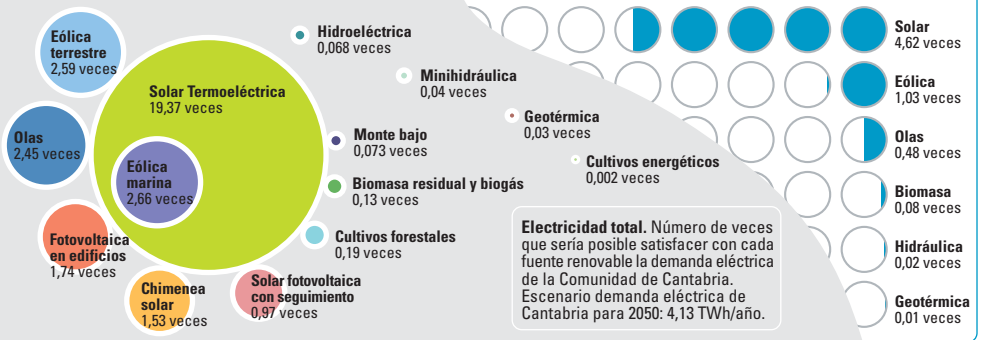 Eólica
terrestre
2,59 veces
Solar Termoeléctrica
19,37 veces
Olas
2,45 veces
Eólica
marina
2,66 veces
Fotovoltaica
en edificios
1,74 veces
Chimenea
solar
1,53 veces
Solar fotovoltaica
con seguimiento
0,97 veces
Hidroeléctrica
0,068 veces
Minihidráulica
0,04 veces
Geotérmica
0,03 veces
Monte bajo
0,073 veces
Cultivos energéticos
0,002 veces
Biomasa residual y biogás
0,13 veces
Cultivos forestales
0,19 veces
Electricidad total. Número de veces
que sería posible satisfacer con cada
fuente renovable la demanda eléctrica
de la Comunidad de Cantabria.
Escenario demanda eléctrica de
Cantabria para 2050: 4,13 TWh/año.
Solar
4,62 veces
Eólica
1,03 veces
Olas
0,48 veces
Biomasa
0,08 veces
Hidráulica
0,02 veces
Geotérmica
0,01 veces